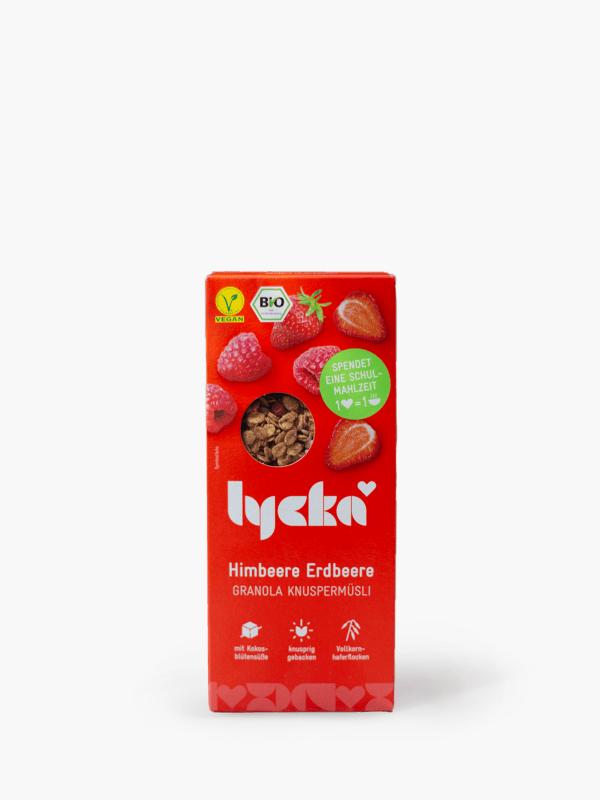 VEGAN
BIO
SPENDET
EINE SCHUL-
MAHLZEIT
1 = 1
lycka
Himbeere Erdbeere
GRANOLA KNUSPERMÜSLI
mit Kokos-
blütensüße
knusprig
gebacken
Vollkorn-
haferflocken